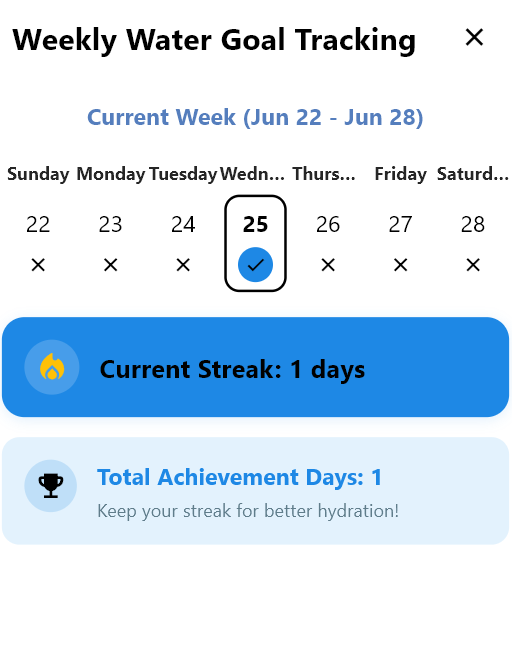 Weekly Water Goal Tracking
Current Week (Jun 22 - Jun 28)
Sunday Monday Tuesday Wedn... Thurs... Friday Saturd...
22 23 24 25 26 27 28
Current Streak: 1 days
Total Achievement Days: 1
Keep your streak for better hydration!